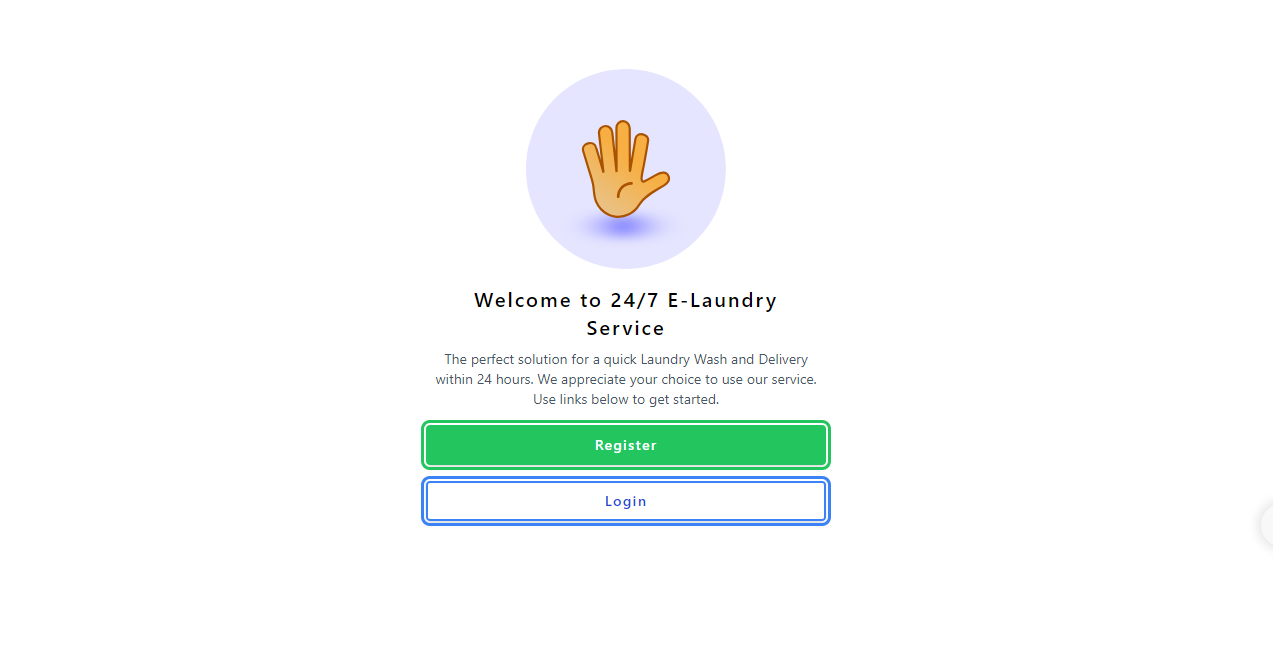 Welcome to 24/7 E-Laundry
Service
The perfect solution for a quick Laundry Wash and Delivery
within 24 hours. We appreciate your choice to use our service.
Use links below to get started.
Register
Login